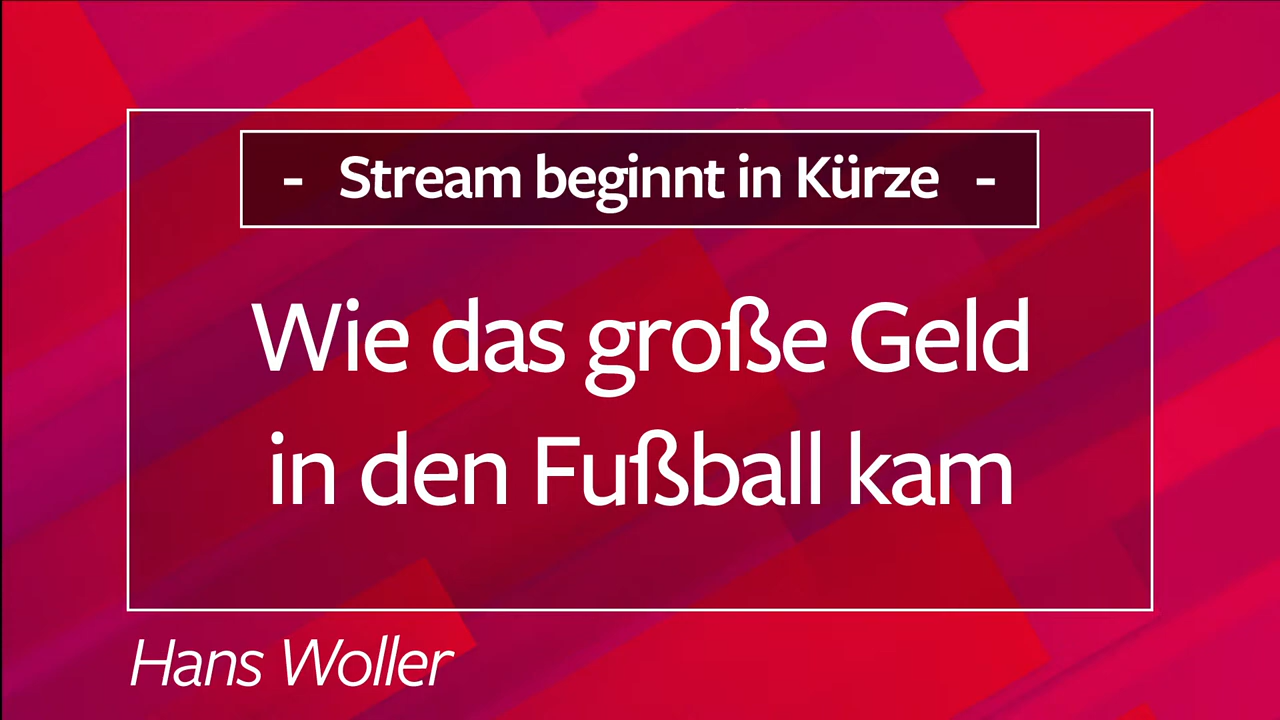 - Stream beginnt in Kürze -
Wie das große Geld
in den Fußball kam
Hans Woller